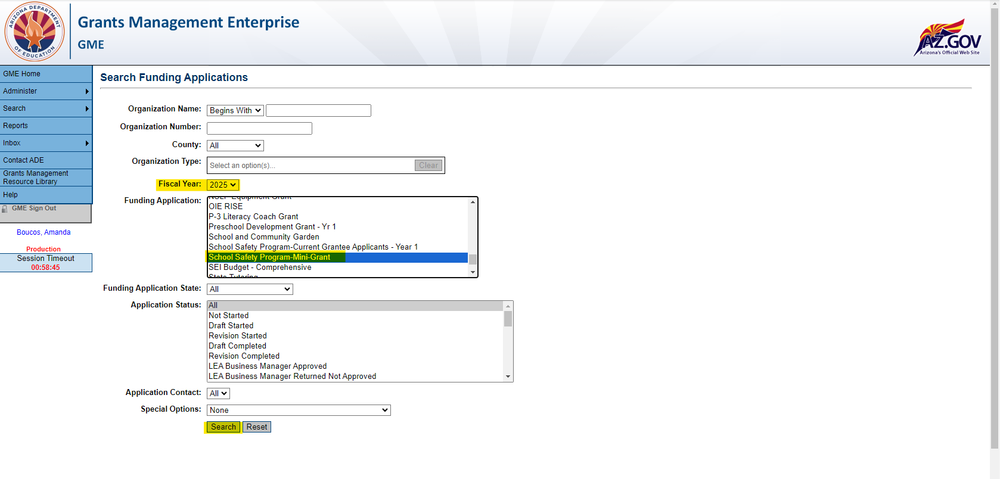 ARIZONA DEPARTMENT
OF EDUCATION
Grants Management Enterprise
GME
AZ.GOV
Arizona's Official Web Site
GME Home
Administer
Search
Reports
Inbox
Contact ADE
Grants Management
Resource Library
Help
GME Sign Out
Boucos, Amanda
Production
Session Timeout
00:58:45
Search Funding Applications
Organization Name: Begins With
Organization Number:
County: All
Organization Type: Select an option(s)... Clear
Fiscal Year: 2025
Funding Application: NSLP Equipment Grant
OIE RISE
P-3 Literacy Coach Grant
Preschool Development Grant - Yr 1
School and Community Garden
School Safety Program-Current Grantee Applicants - Year 1
School Safety Program-Mini-Grant
SEI Budget - Comprehensive
State Tutoring
Funding Application State: All
Application Status: All
Not Started
Draft Started
Revision Started
Draft Completed
Revision Completed
LEA Business Manager Approved
LEA Business Manager Returned Not Approved
Application Contact: All
Special Options: None
Search Reset